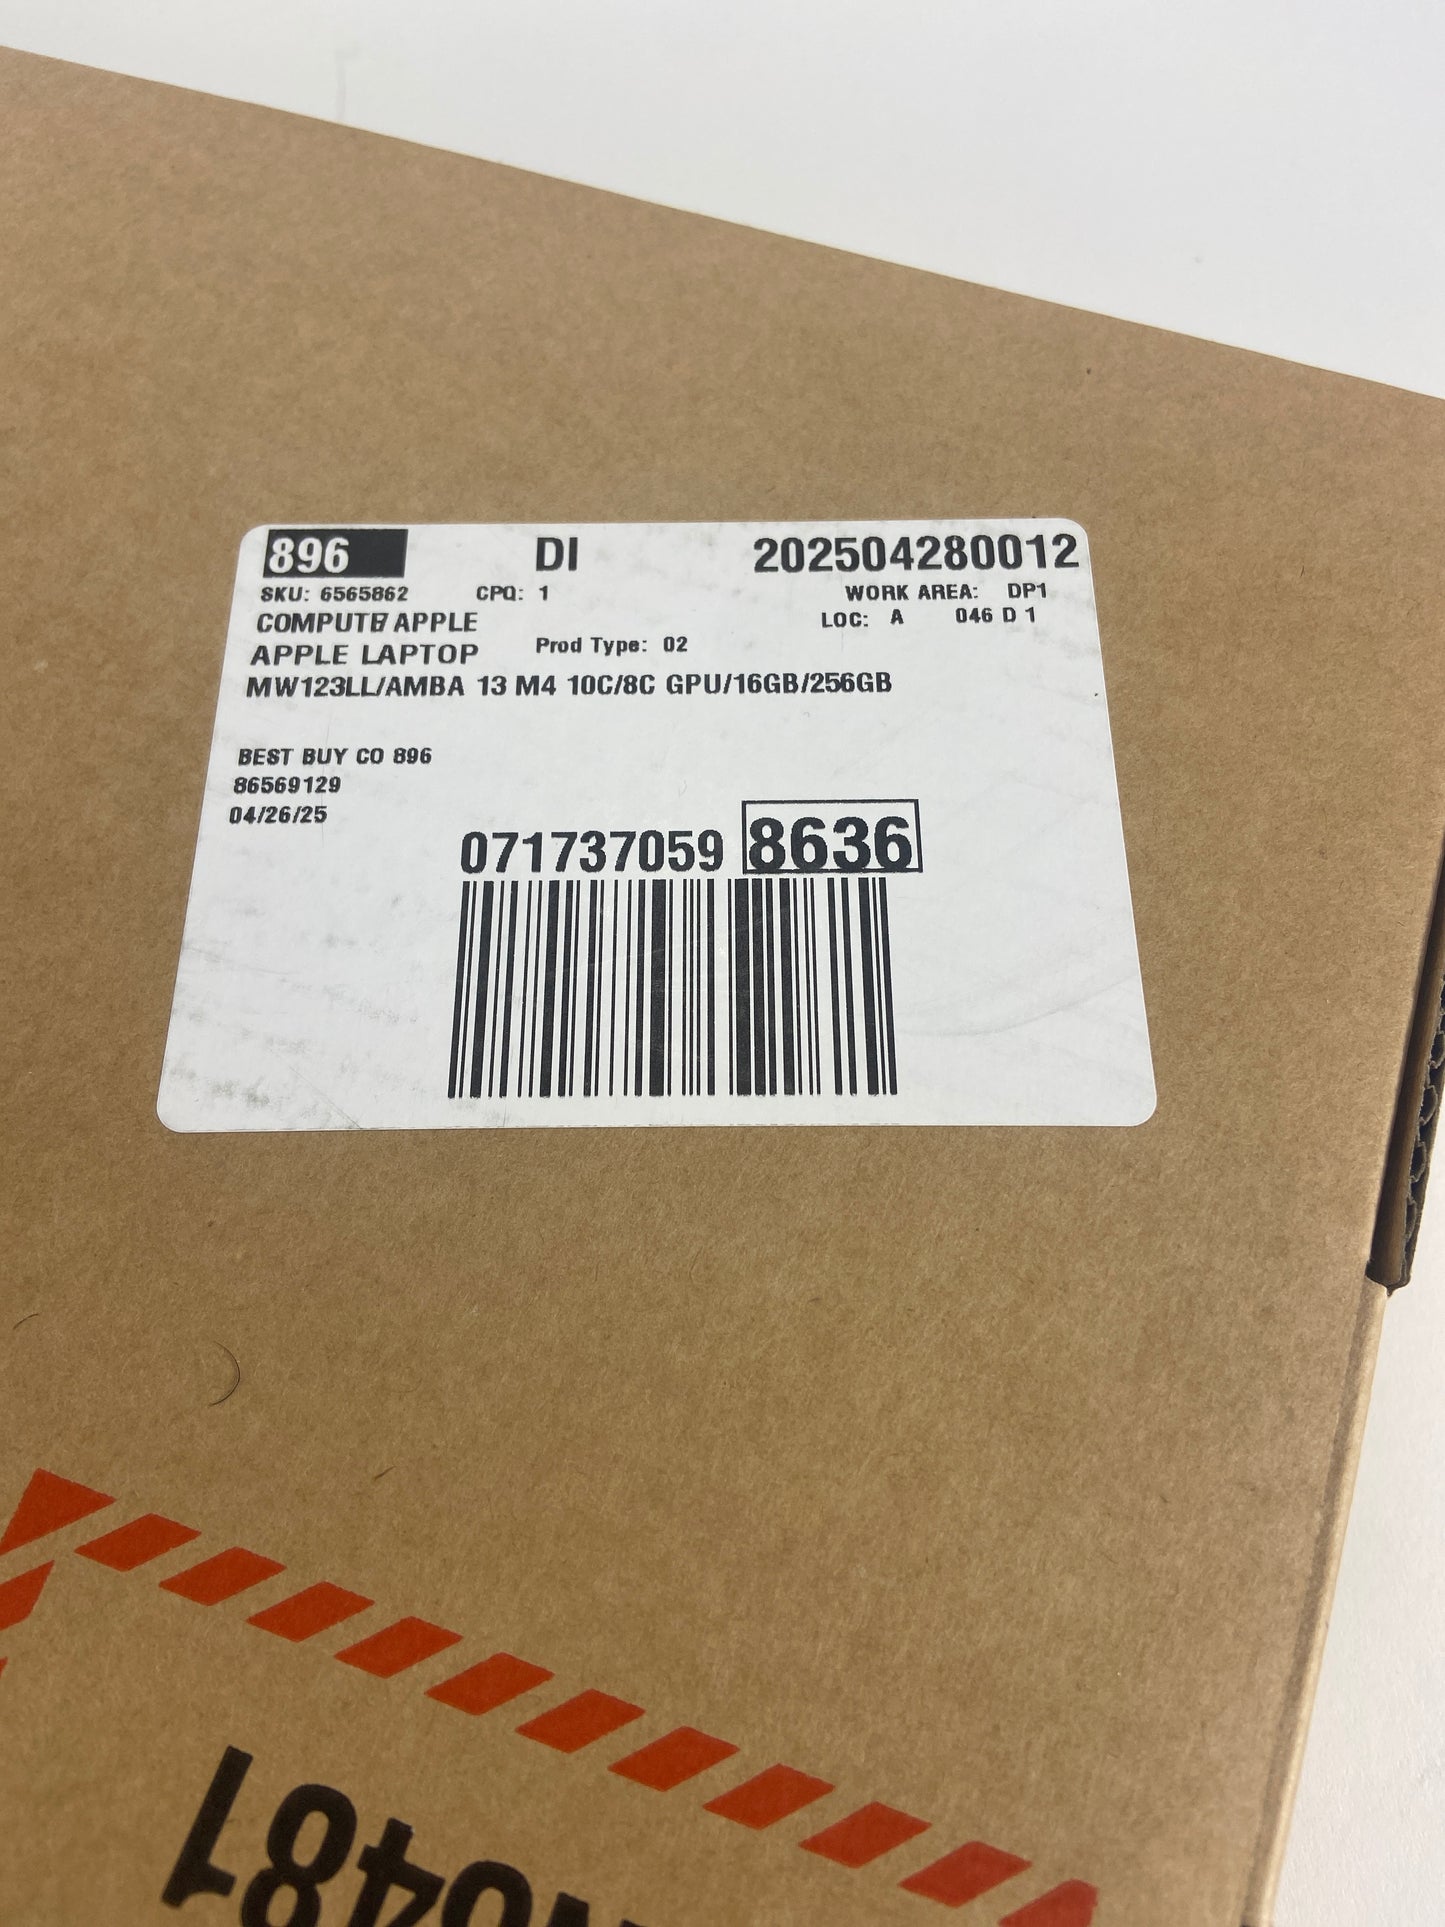 896 DI 202504280012
SKU: 6565862 CPQ: 1 WORK AREA: DP1
COMPUTE/ APPLE LOC: A 046 D 1
APPLE LAPTOP Prod Type: 02
MW123LL/AMBA 13 M4 10C/8C GPU/16GB/256GB
BEST BUY CO 896
86569129
04/26/25
071737059 8636
3481